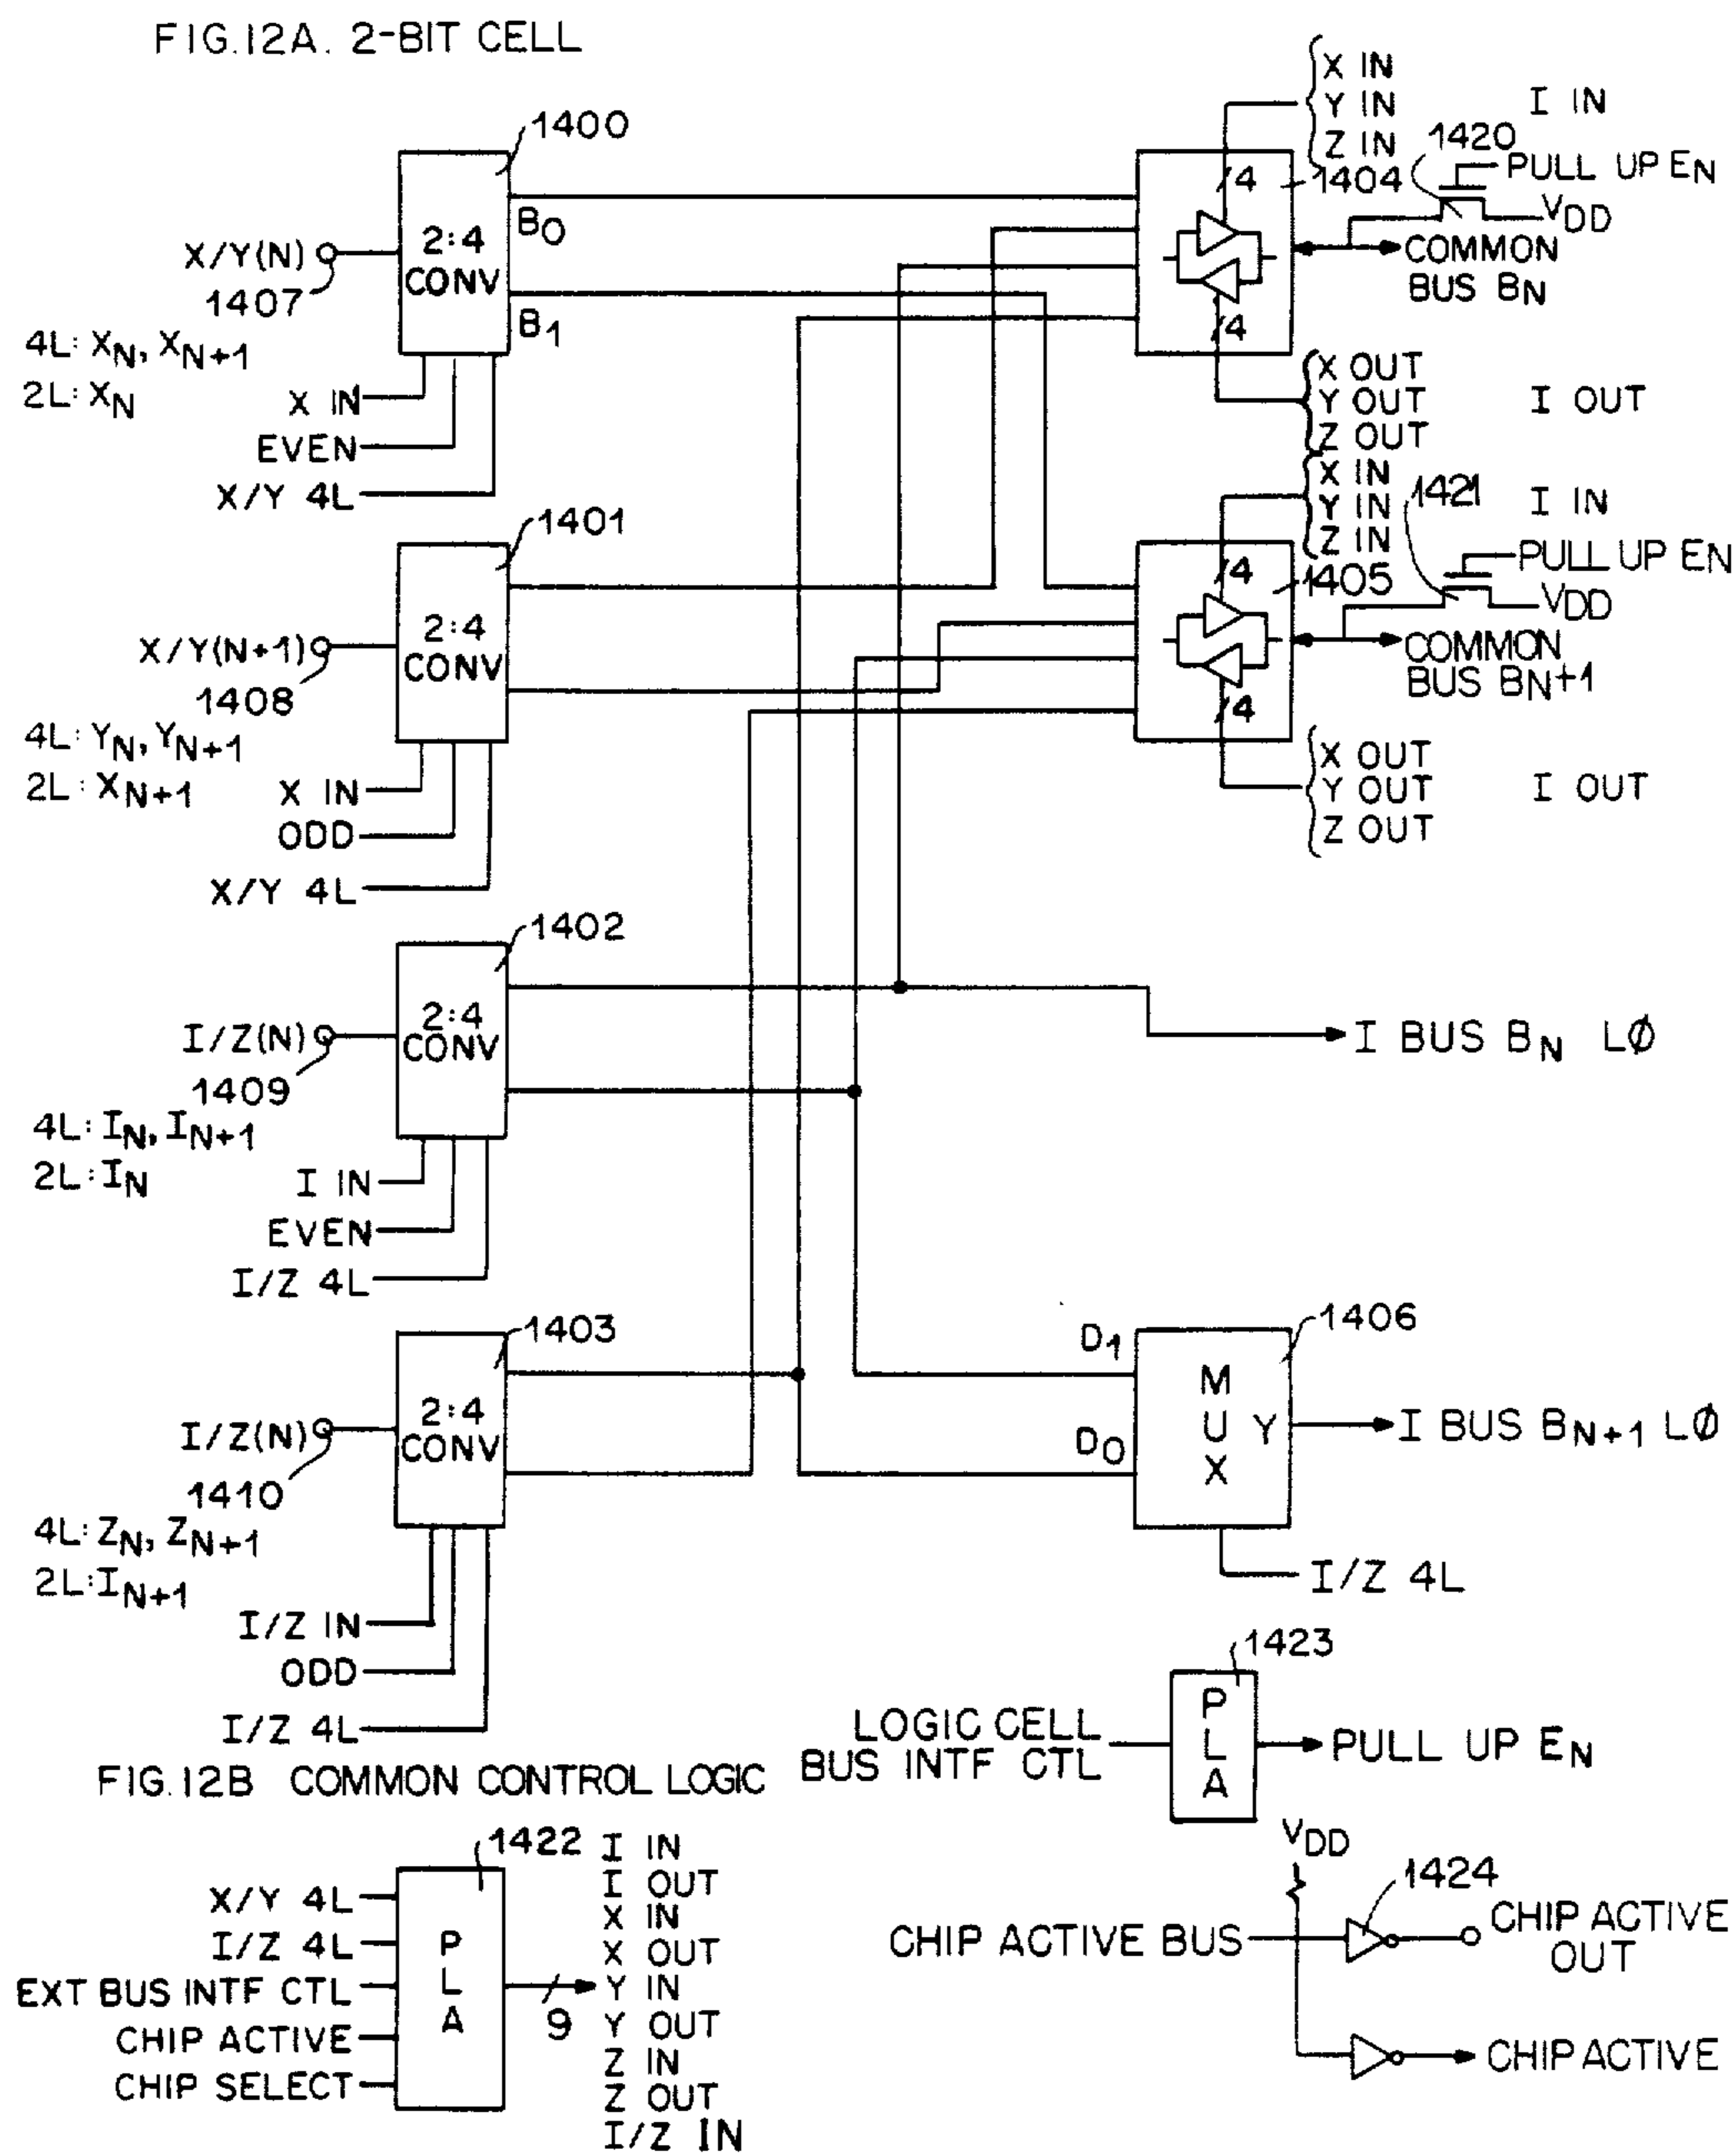 FIG.12A. 2-BIT CELL
1400
2:4
CONV
B0
B1
X/Y(N)
1407
4L: XN, XN+1
2L: XN
X IN
EVEN
X/Y 4L
X IN
Y IN
Z IN
I IN
1404
1420
PULL UP EN
VDD
4
4
COMMON
BUS BN
X OUT
Y OUT
Z OUT
I OUT
1401
2:4
CONV
X/Y(N+1)
1408
4L: YN, YN+1
2L: XN+1
X IN
ODD
X/Y 4L
X IN
Y IN
Z IN
I IN
1405
1421
PULL UP EN
VDD
4
4
COMMON
BUS BN+1
X OUT
Y OUT
Z OUT
I OUT
1402
2:4
CONV
I/Z(N)
1409
4L: IN, IN+1
2L: IN
I IN
EVEN
I/Z 4L
I BUS BN LØ
1403
2:4
CONV
I/Z(N)
1410
4L: ZN, ZN+1
2L: IN+1
I/Z IN
ODD
I/Z 4L
1406
D1
D0
MUX
Y
I BUS BN+1 LØ
I/Z 4L
1423
LOGIC CELL
BUS INTF CTL
PLA
PULL UP EN
FIG.12B COMMON CONTROL LOGIC
1422
X/Y 4L
I/Z 4L
EXT BUS INTF CTL
CHIP ACTIVE
CHIP SELECT
PLA
9
I IN
I OUT
X IN
X OUT
Y IN
Y OUT
Z IN
Z OUT
I/Z IN
VDD
1424
CHIP ACTIVE BUS
CHIP ACTIVE
OUT
CHIP ACTIVE